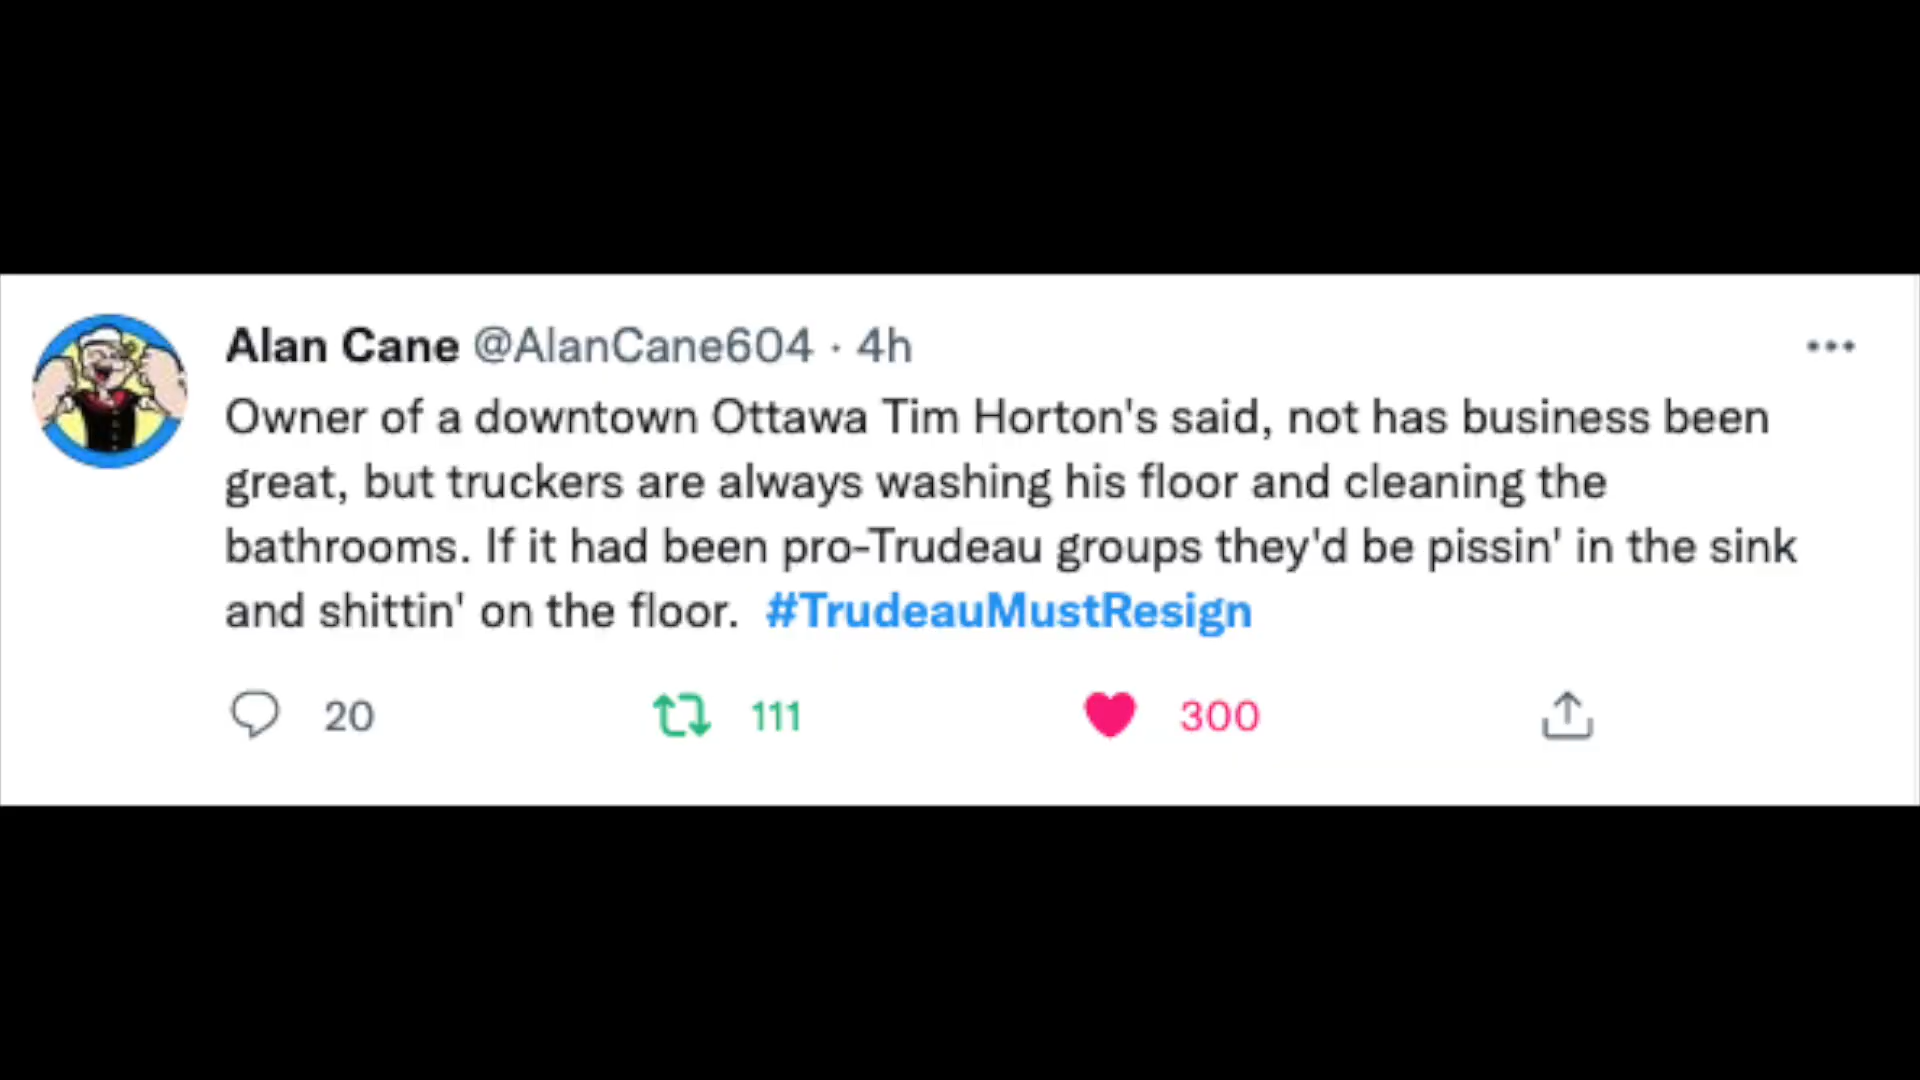 Alan Cane @AlanCane604 · 4h
Owner of a downtown Ottawa Tim Horton's said, not has business been
great, but truckers are always washing his floor and cleaning the
bathrooms. If it had been pro-Trudeau groups they'd be pissin' in the sink
and shittin' on the floor. #TrudeauMustResign
20 111 300